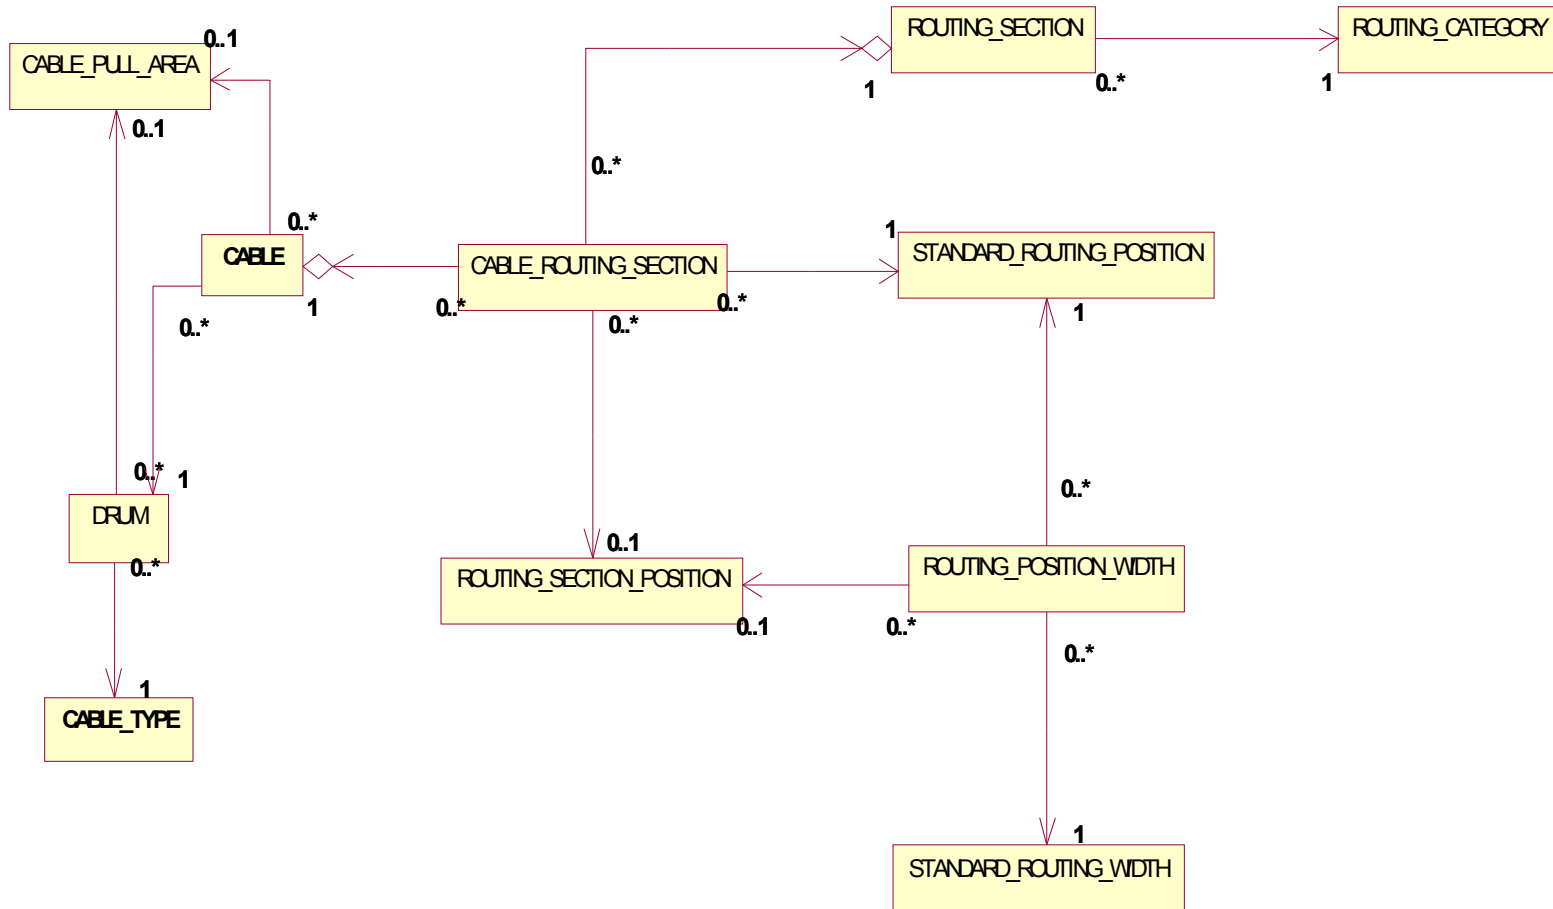 ROUTING_SECTION
ROUTING_CATEGORY
0..1
CABLE_PULL_AREA
1
0..*
1
0..1
0..*
0..*
1
CABLE
STANDARD_ROUTING_POSITION
CABLE_ROUTING_SECTION
1
0..*
0..*
1
0..*
0..*
0..*
1
0..*
DRUM
0..1
0..*
ROUTING_POSITION_WIDTH
ROUTING_SECTION_POSITION
0..1
0..*
0..*
1
CABLE_TYPE
1
STANDARD_ROUTING_WIDTH